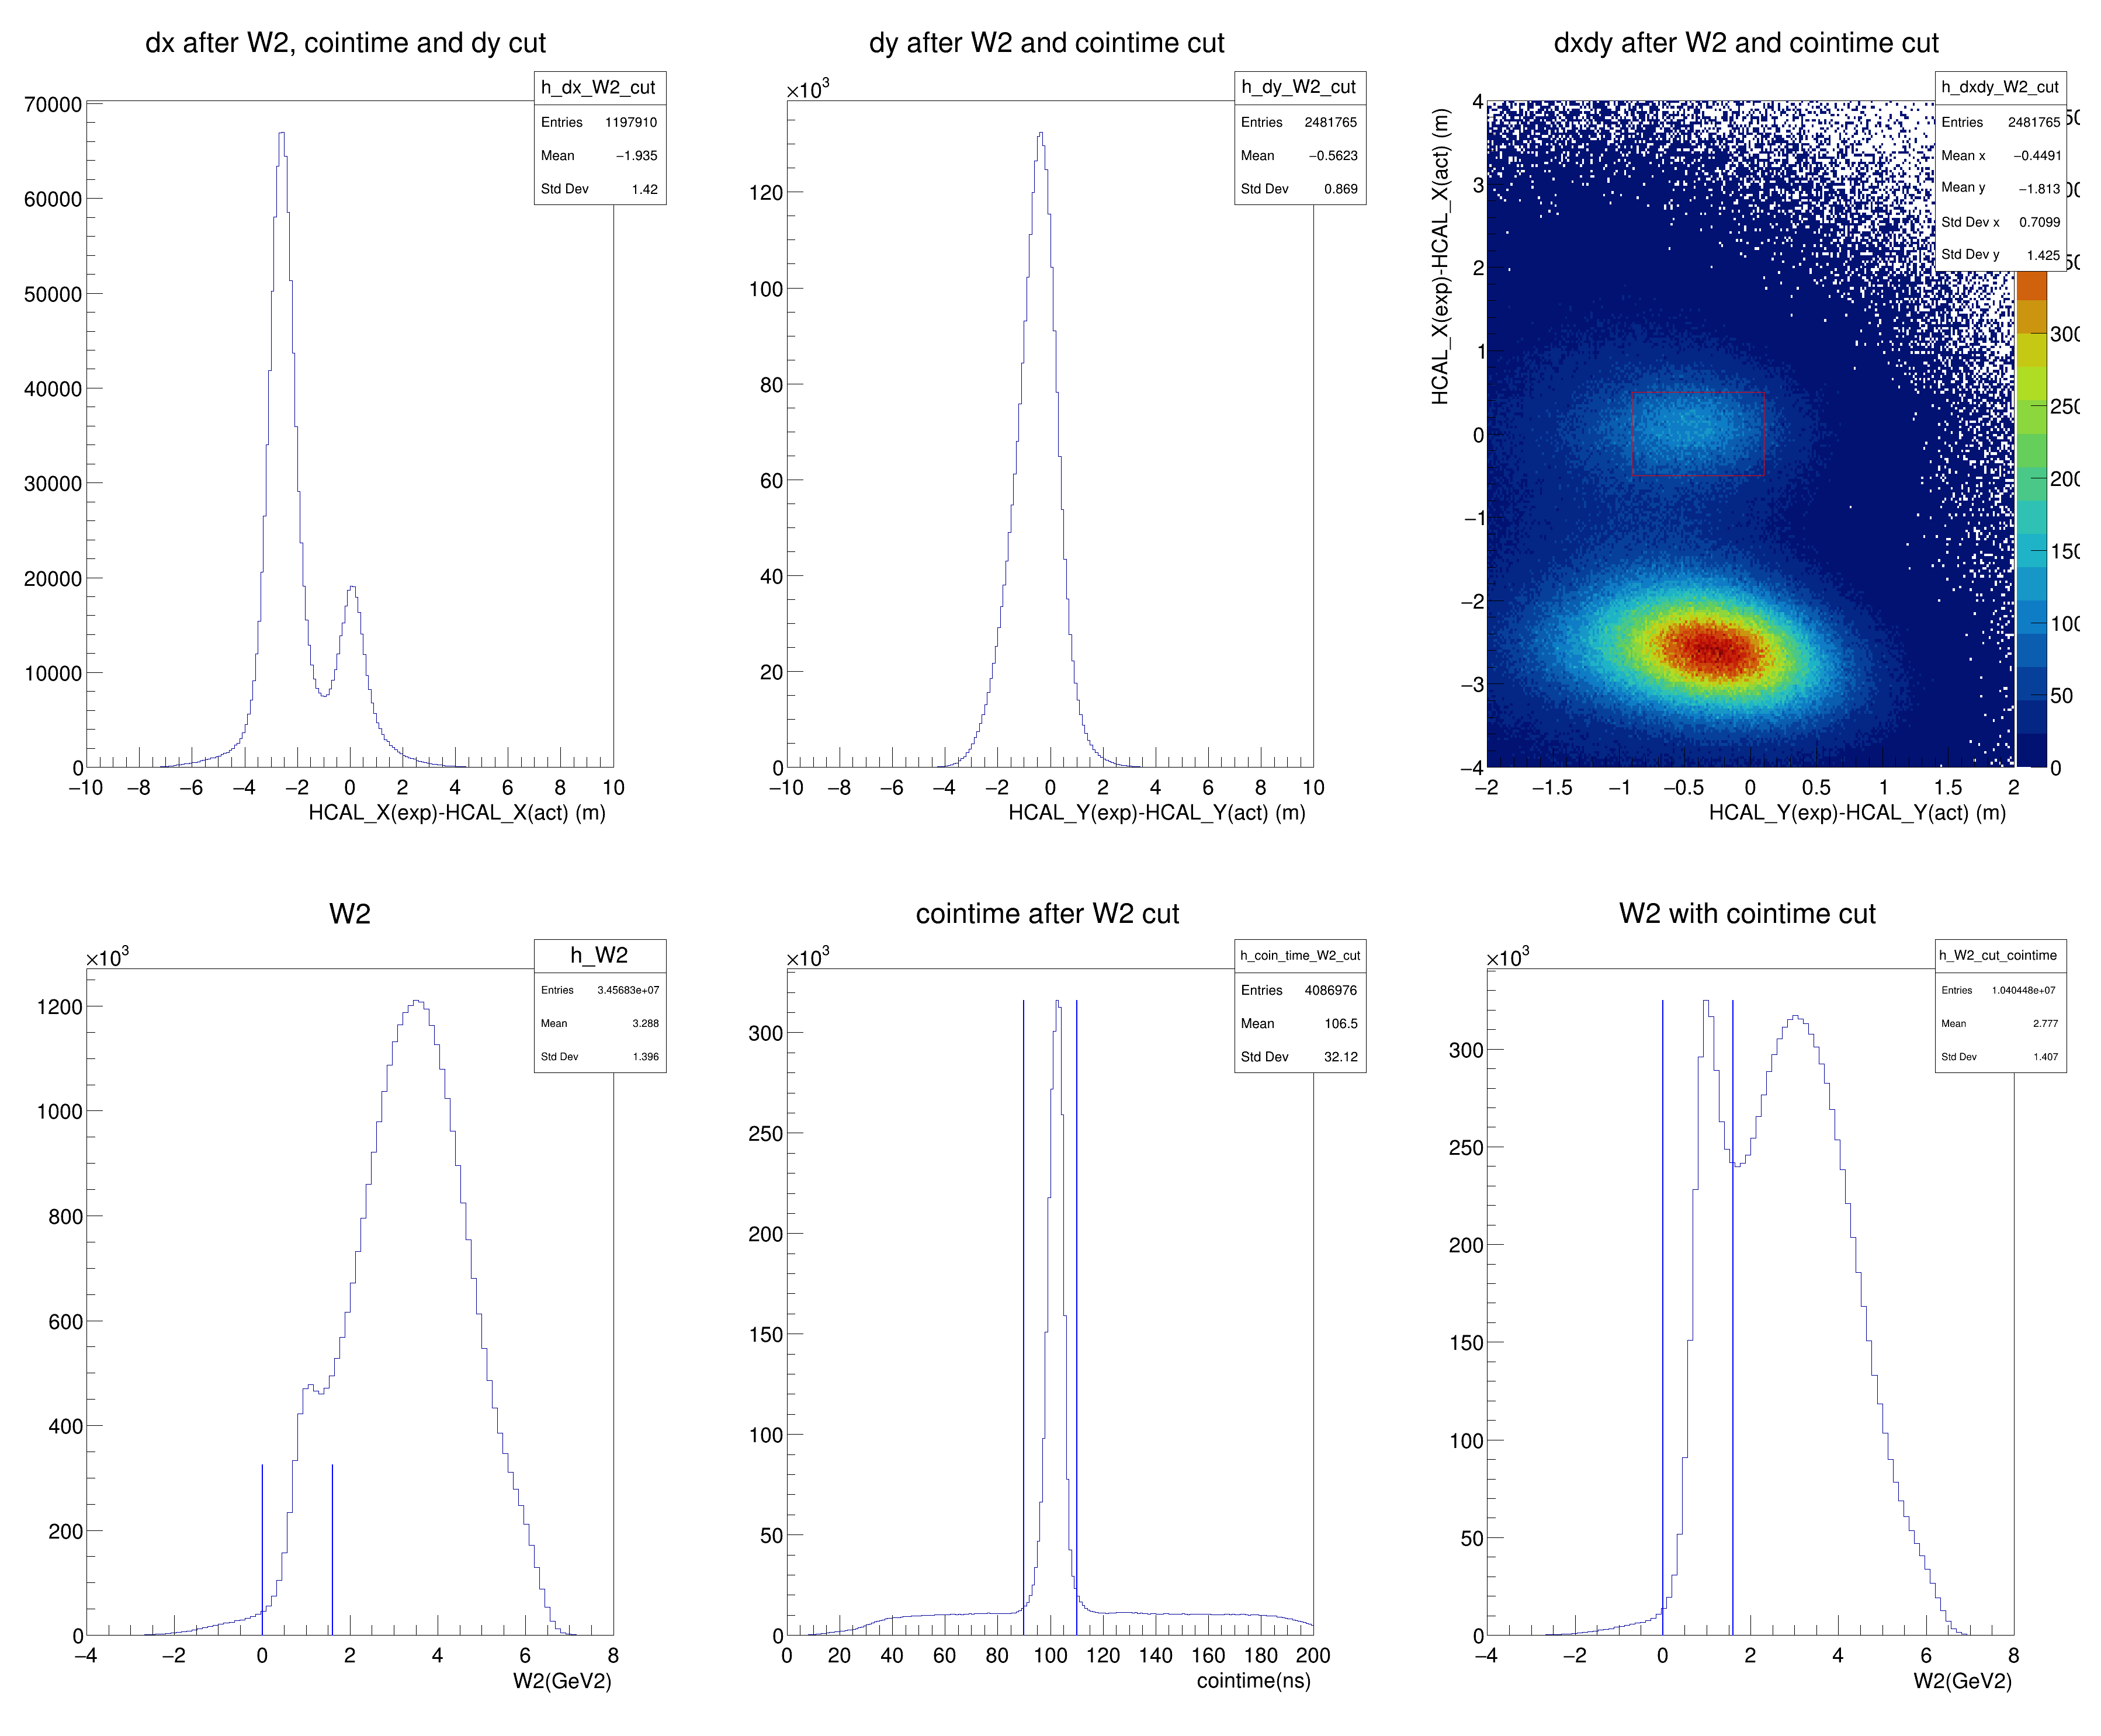 dx after W2, cointime and dy cut
h_dx_W2_cut
Entries 1197910
Mean −1.935
Std Dev 1.42
70000
60000
50000
40000
30000
20000
10000
0
−10 −8 −6 −4 −2 0 2 4 6 8 10
HCAL_X(exp)-HCAL_X(act) (m)
dy after W2 and cointime cut
×10³
h_dy_W2_cut
Entries 2481765
Mean −0.5623
Std Dev 0.869
120
100
80
60
40
20
0
−10 −8 −6 −4 −2 0 2 4 6 8 10
HCAL_Y(exp)-HCAL_Y(act) (m)
dxdy after W2 and cointime cut
h_dxdy_W2_cut
Entries 2481765
Mean x −0.4491
Mean y −1.813
Std Dev x 0.7099
Std Dev y 1.425
HCAL_X(exp)-HCAL_X(act) (m)
4
3
2
1
0
−1
−2
−3
−4
−2 −1.5 −1 −0.5 0 0.5 1 1.5 2
HCAL_Y(exp)-HCAL_Y(act) (m)
150
100
50
0
W2
×10³
h_W2
Entries 3.45683e+07
Mean 3.288
Std Dev 1.396
1200
1000
800
600
400
200
0
−4 −2 0 2 4 6 8
W2(GeV2)
cointime after W2 cut
×10³
h_coin_time_W2_cut
Entries 4086976
Mean 106.5
Std Dev 32.12
300
250
200
150
100
50
0
0 20 40 60 80 100 120 140 160 180 200
cointime(ns)
W2 with cointime cut
×10³
h_W2_cut_cointime
Entries 1.040448e+07
Mean 2.777
Std Dev 1.407
300
250
200
150
100
50
0
−4 −2 0 2 4 6 8
W2(GeV2)